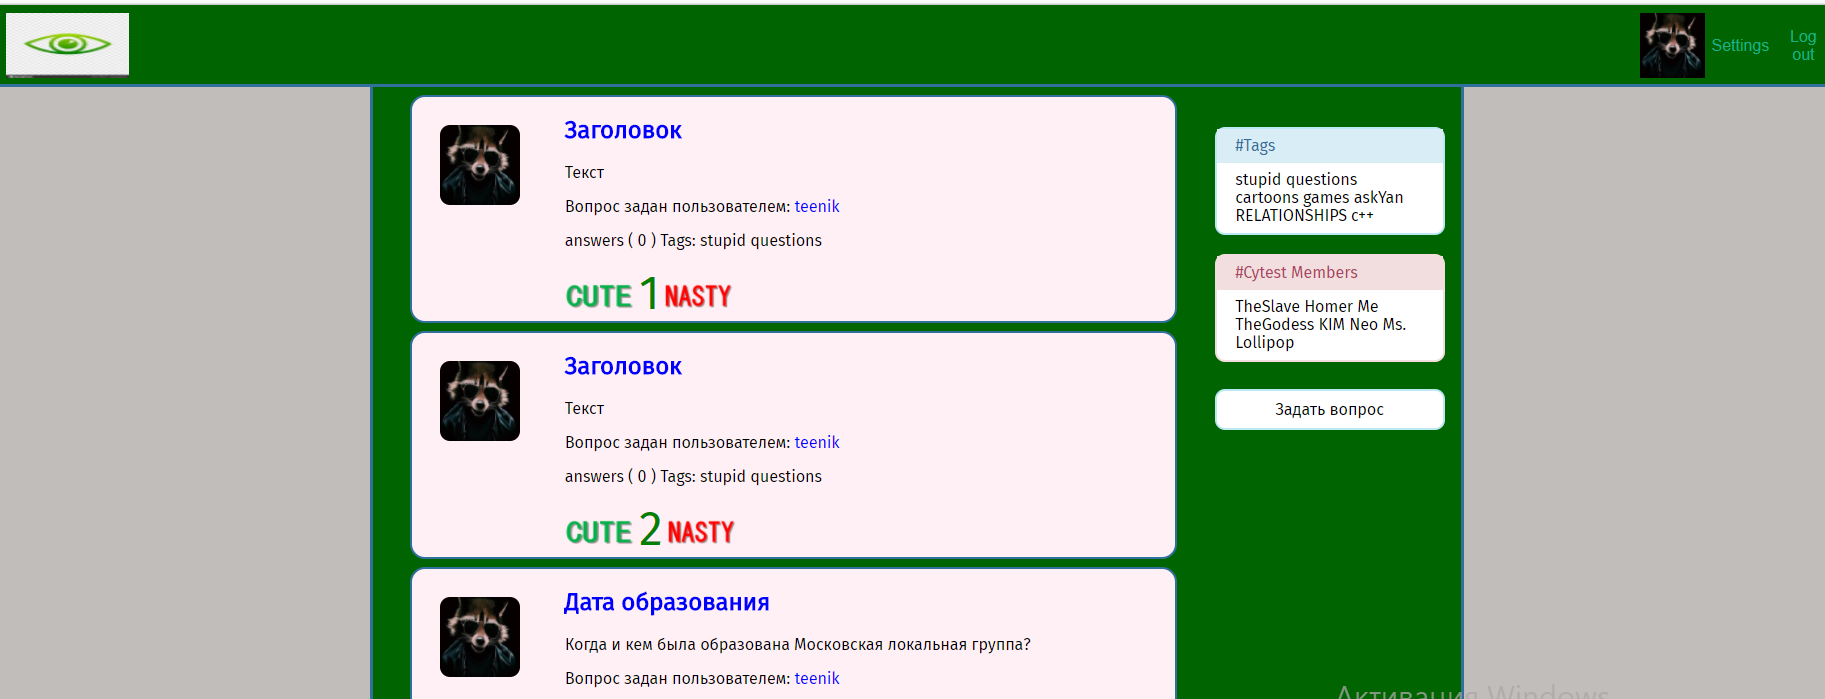 Settings
Log
out
Заголовок
Текст
Вопрос задан пользователем: teenik
answers ( 0 ) Tags: stupid questions
CUTE 1 NASTY
Заголовок
Текст
Вопрос задан пользователем: teenik
answers ( 0 ) Tags: stupid questions
CUTE 2 NASTY
Дата образования
Когда и кем была образована Московская локальная группа?
Вопрос задан пользователем: teenik
#Tags
stupid questions
cartoons games askYan
RELATIONSHIPS c++
#Cytest Members
TheSlave Homer Me
TheGodess KIM Neo Ms.
Lollipop
Задать вопрос
Активация Windows